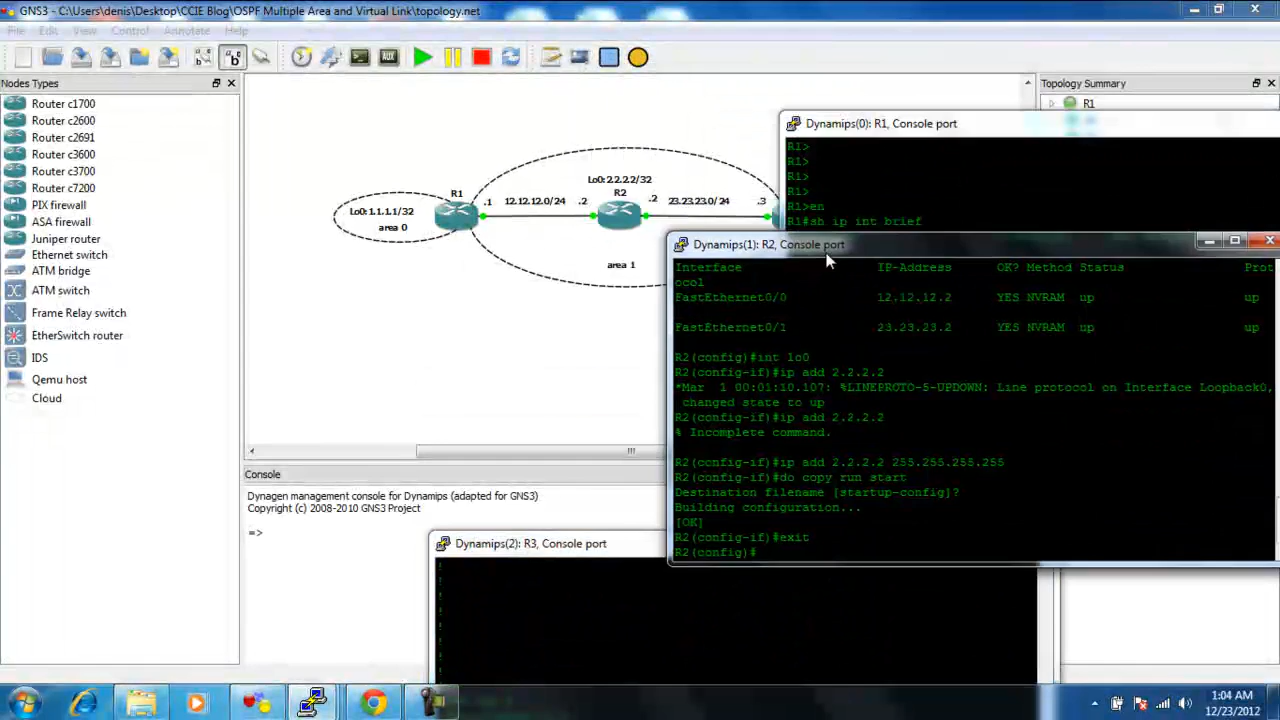 GNS3 - C:\Users\denis\Desktop\CCIE Blog\OSPF Multiple Area and Virtual Link\topology.net
File Edit View Control Annotate Help
Nodes Types
Router c1700
Router c2600
Router c2691
Router c3600
Router c3700
Router c7200
PIX firewall
ASA firewall
Juniper router
Ethernet switch
ATM bridge
ATM switch
Frame Relay switch
EtherSwitch router
IDS
Qemu host
Cloud
AUX
Lo0:2.2.2.2/32
R1
R2
.1
12.12.12.0/24
.2
.2
23.23.23.0/24
.3
Lo0:1.1.1.1/32
area 0
area 1
Topology Summary
R1
Dynamips(0): R1, Console port
R1>
R1>
R1>
R1>
R1>en
R1#sh ip int brief
Dynamips(1): R2, Console port
Interface IP-Address OK? Method Status Prot
ocol
FastEthernet0/0 12.12.12.2 YES NVRAM up up
FastEthernet0/1 23.23.23.2 YES NVRAM up up
R2(config)#int lo0
R2(config-if)#ip add 2.2.2.2
*Mar 1 00:01:10.107: %LINEPROTO-5-UPDOWN: Line protocol on Interface Loopback0,
changed state to up
R2(config-if)#ip add 2.2.2.2
% Incomplete command.
R2(config-if)#ip add 2.2.2.2 255.255.255.255
R2(config-if)#do copy run start
Destination filename [startup-config]?
Building configuration...
[OK]
R2(config-if)#exit
R2(config)#
Console
Dynagen management console for Dynamips (adapted for GNS3)
Copyright (c) 2008-2010 GNS3 Project
=>
Dynamips(2): R3, Console port
!
!
!
!
!
!
!
!
1:04 AM
12/23/2012